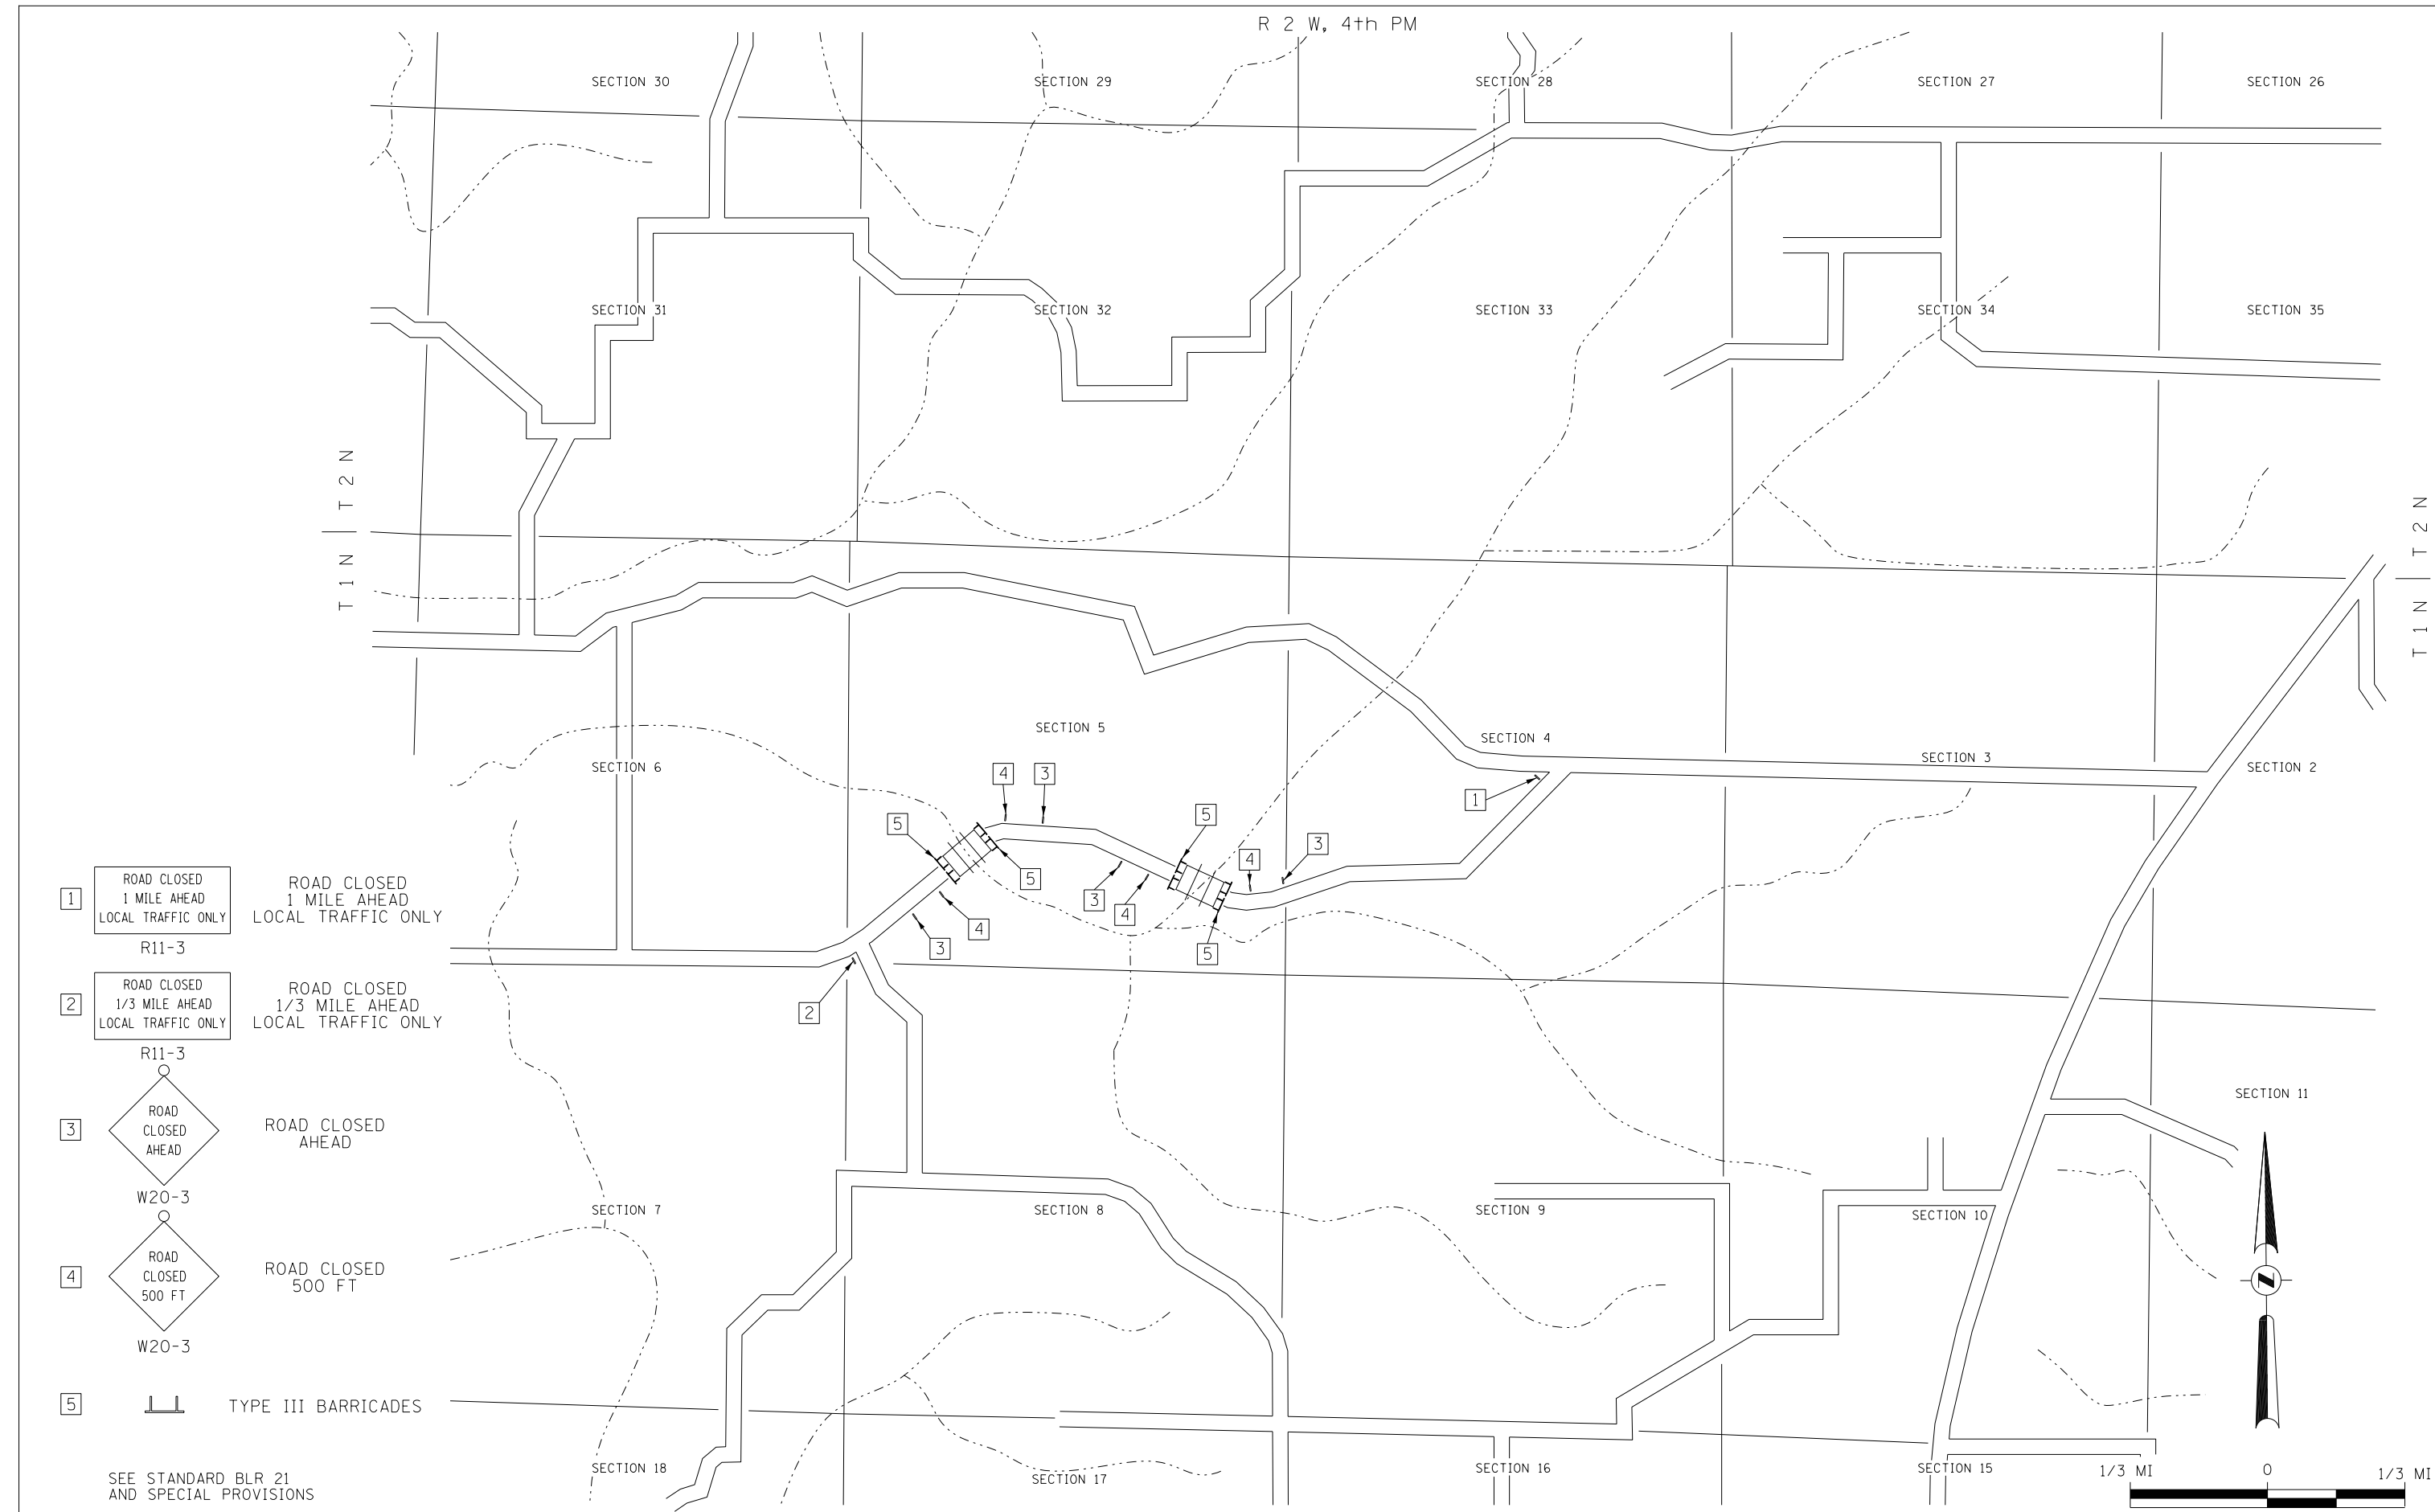 R 2 W, 4th PM
SECTION 30
SECTION 29
SECTION 28
SECTION 27
SECTION 26
SECTION 31
SECTION 32
SECTION 33
SECTION 34
SECTION 35
T 2 N
T 1 N
T 2 N
T 1 N
SECTION 5
SECTION 4
SECTION 3
SECTION 6
SECTION 2
4
3
1
5
5
5
4
3
3
4
4
3
5
2
1
ROAD CLOSED
1 MILE AHEAD
LOCAL TRAFFIC ONLY
R11-3
ROAD CLOSED
1 MILE AHEAD
LOCAL TRAFFIC ONLY
2
ROAD CLOSED
1/3 MILE AHEAD
LOCAL TRAFFIC ONLY
R11-3
ROAD CLOSED
1/3 MILE AHEAD
LOCAL TRAFFIC ONLY
3
ROAD
CLOSED
AHEAD
W20-3
ROAD CLOSED
AHEAD
4
ROAD
CLOSED
500 FT
W20-3
ROAD CLOSED
500 FT
5
TYPE III BARRICADES
SEE STANDARD BLR 21
AND SPECIAL PROVISIONS
SECTION 11
SECTION 7
SECTION 8
SECTION 9
SECTION 10
N
SECTION 18
SECTION 17
SECTION 16
SECTION 15
1/3 MI
0
1/3 MI